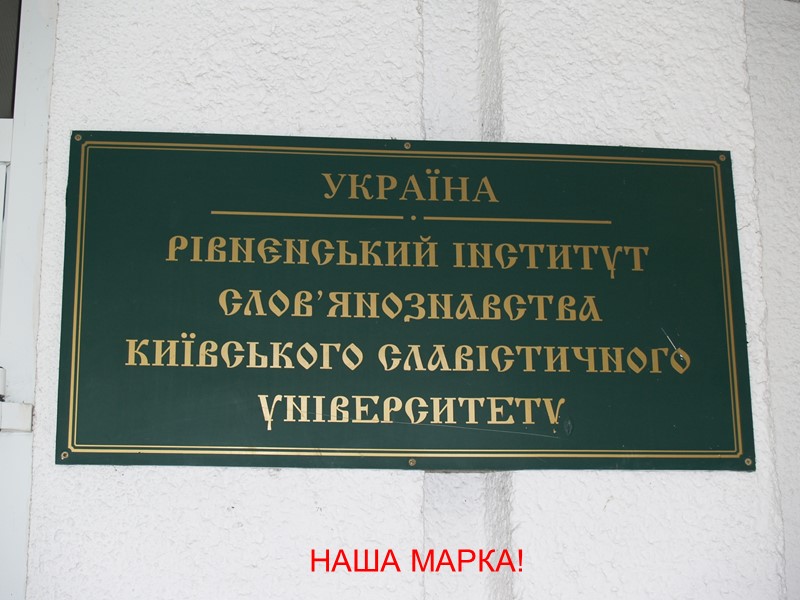 УКРАЇНА
РІВНЕНСЬКИЙ ІНСТИТУТ
СЛОВ'ЯНОЗНАВСТВА
КИЇВСЬКОГО СЛАВІСТИЧНОГО
УНІВЕРСИТЕТУ
НАША МАРКА!